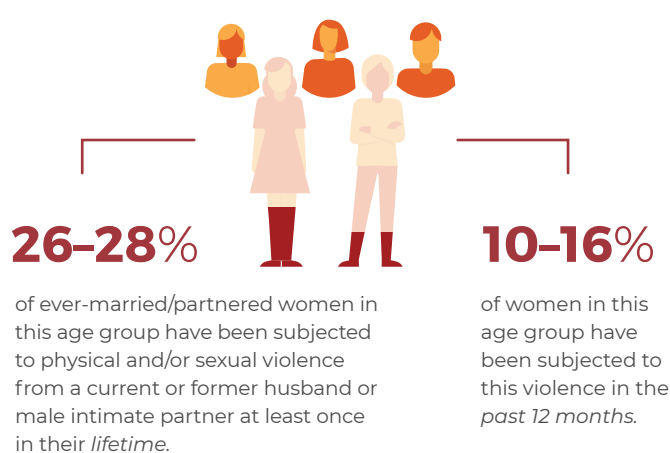 26–28%
of ever-married/partnered women in
this age group have been subjected
to physical and/or sexual violence
from a current or former husband or
male intimate partner at least once
in their lifetime.
10–16%
of women in this
age group have
been subjected to
this violence in the
past 12 months.